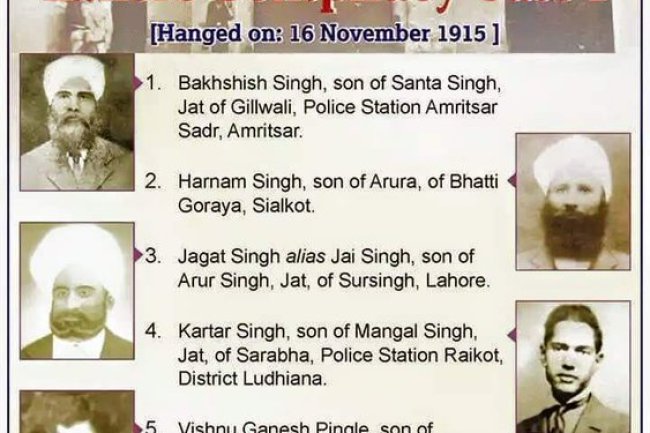 [Hanged on: 16 November 1915 ]
1. Bakhshish Singh, son of Santa Singh,
Jat of Gillwali, Police Station Amritsar
Sadr, Amritsar.
2. Harnam Singh, son of Arura, of Bhatti
Goraya, Sialkot.
3. Jagat Singh alias Jai Singh, son of
Arur Singh, Jat, of Sursingh, Lahore.
4. Kartar Singh, son of Mangal Singh,
Jat, of Sarabha, Police Station Raikot,
District Ludhiana.
5. Vishnu Ganesh Pingle, son of